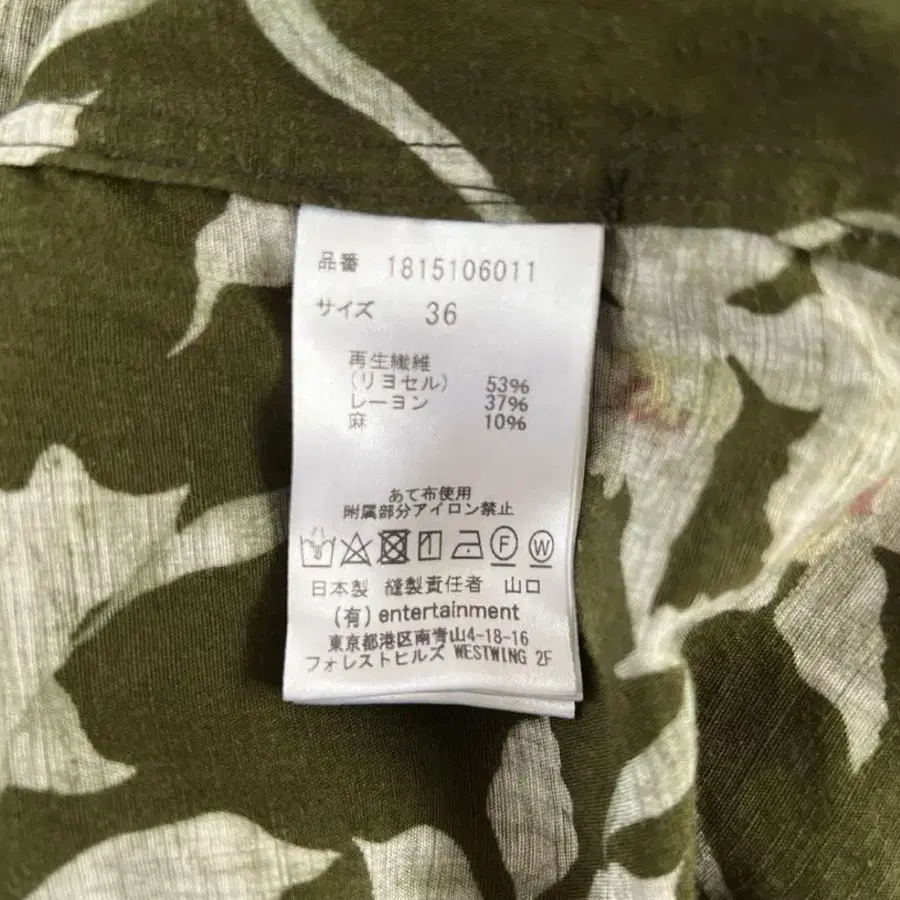 品番 1815106011
サイズ 36
再生繊維
(リヨセル) 53%
レーヨン 37%
麻 10%
あて布使用
附属部分アイロン禁止
F W
日本製 縫製責任者 山口
(有) entertainment
東京都港区南青山4-18-16
フォレストヒルズ WESTWING 2F